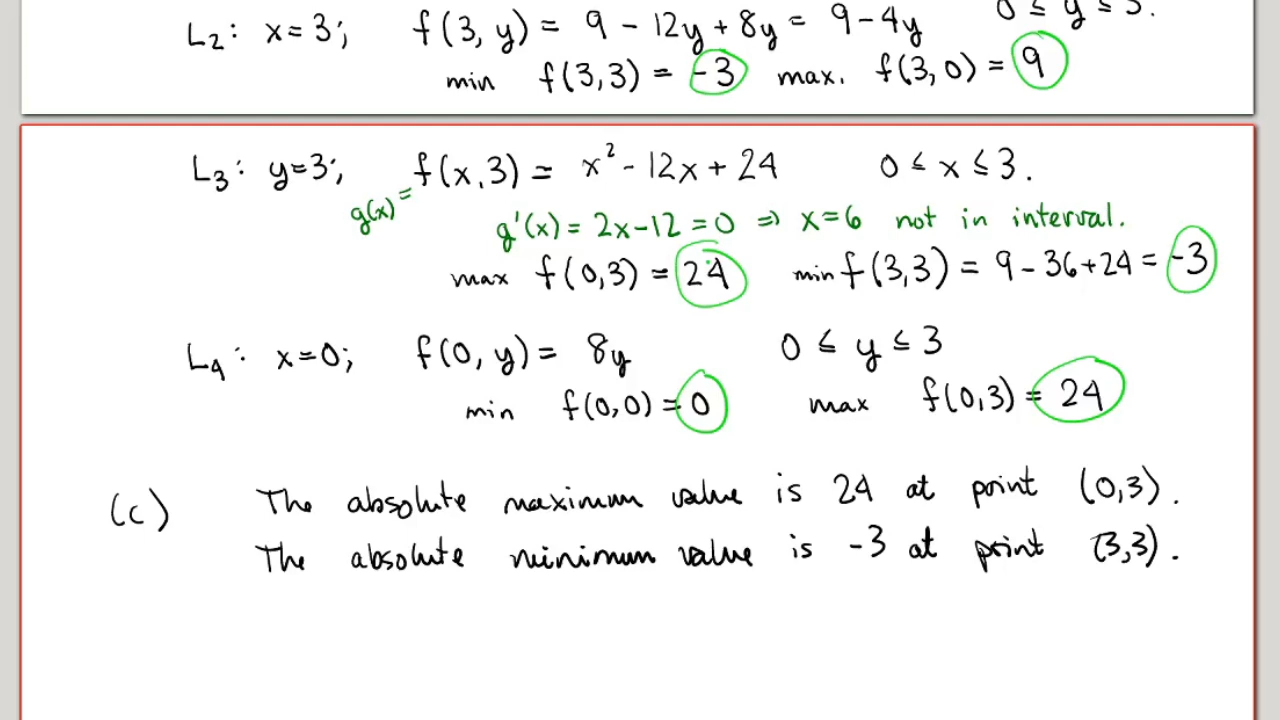 L₂: x=3; f(3, y) = 9 - 12y + 8y = 9 - 4y 0 ≤ y ≤ 3.
min f(3,3) = -3 max. f(3,0) = 9
L₃: y=3; f(x,3) = x² - 12x + 24 0 ≤ x ≤ 3.
g(x) = g'(x) = 2x-12 = 0 ⇒ x=6 not in interval.
max f(0,3) = 24 min f(3,3) = 9 - 36 + 24 = -3
L₄: x=0; f(0, y) = 8y 0 ≤ y ≤ 3
min f(0,0) = 0 max f(0,3) = 24
(c) The absolute maximum value is 24 at point (0,3).
The absolute minimum value is -3 at point (3,3).